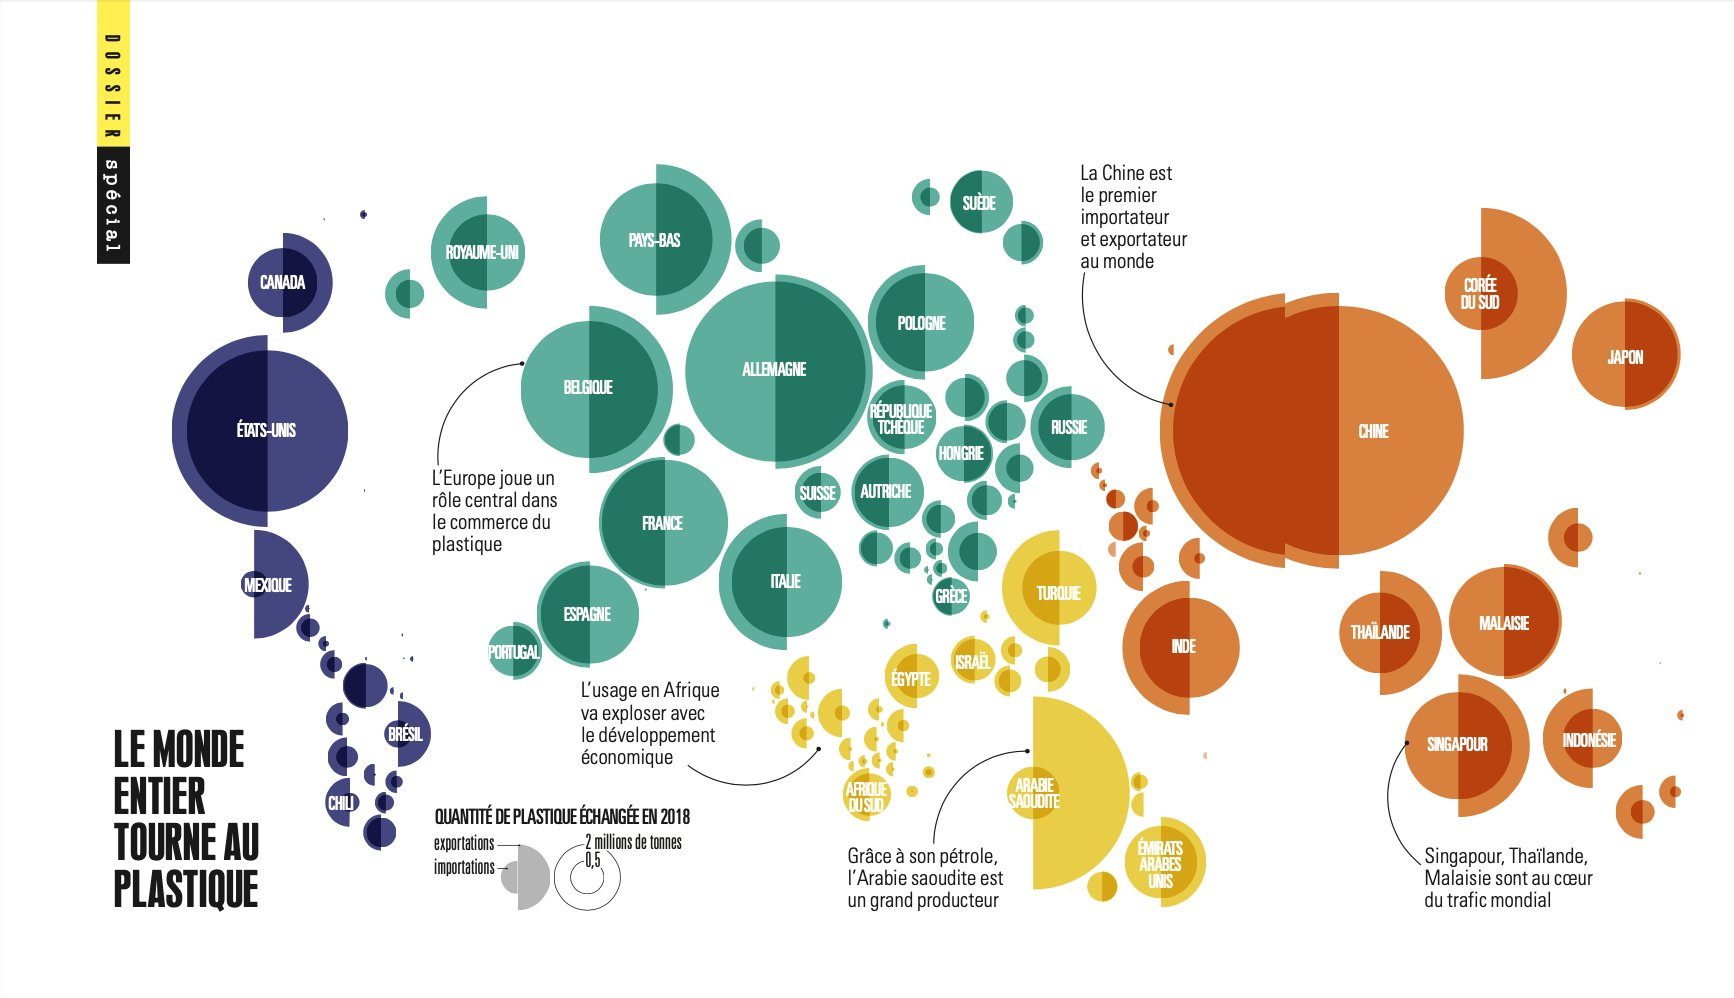 DOSSIER
spécial
LE MONDE
ENTIER
TOURNE AU
PLASTIQUE
CANADA
ÉTATS-UNIS
MEXIQUE
BRÉSIL
CHILI
ROYAUME-UNI
PAYS-BAS
SUÈDE
BELGIQUE
ALLEMAGNE
POLOGNE
RÉPUBLIQUE
TCHÈQUE
HONGRIE
RUSSIE
SUISSE
AUTRICHE
FRANCE
ITALIE
ESPAGNE
PORTUGAL
GRÈCE
L'Europe joue un
rôle central dans
le commerce du
plastique
TURQUIE
ISRAËL
ÉGYPTE
AFRIQUE
DU SUD
ARABIE
SAOUDITE
ÉMIRATS
ARABES
UNIS
L'usage en Afrique
va exploser avec
le développement
économique
Grâce à son pétrole,
l'Arabie saoudite est
un grand producteur
La Chine est
le premier
importateur
et exportateur
au monde
CHINE
CORÉE
DU SUD
JAPON
INDE
THAÏLANDE
MALAISIE
SINGAPOUR
INDONÉSIE
Singapour, Thaïlande,
Malaisie sont au cœur
du trafic mondial
QUANTITÉ DE PLASTIQUE ÉCHANGÉE EN 2018
exportations
importations
2 millions de tonnes
0,5